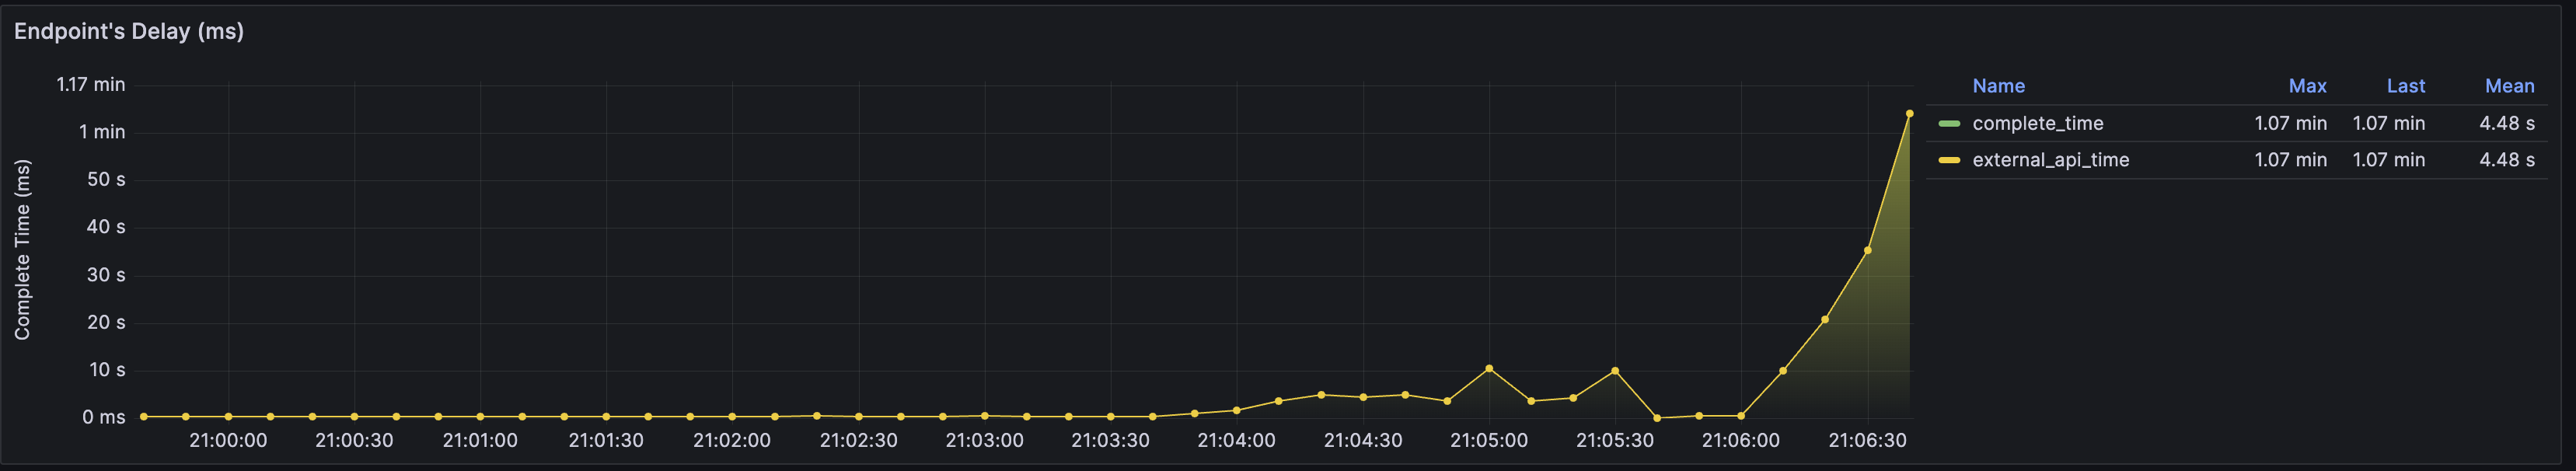 Endpoint's Delay (ms)
Complete Time (ms)
1.17 min
1 min
50 s
40 s
30 s
20 s
10 s
0 ms
21:00:00 21:00:30 21:01:00 21:01:30 21:02:00 21:02:30 21:03:00 21:03:30 21:04:00 21:04:30 21:05:00 21:05:30 21:06:00 21:06:30
Name Max Last Mean
complete_time 1.07 min 1.07 min 4.48 s
external_api_time 1.07 min 1.07 min 4.48 s